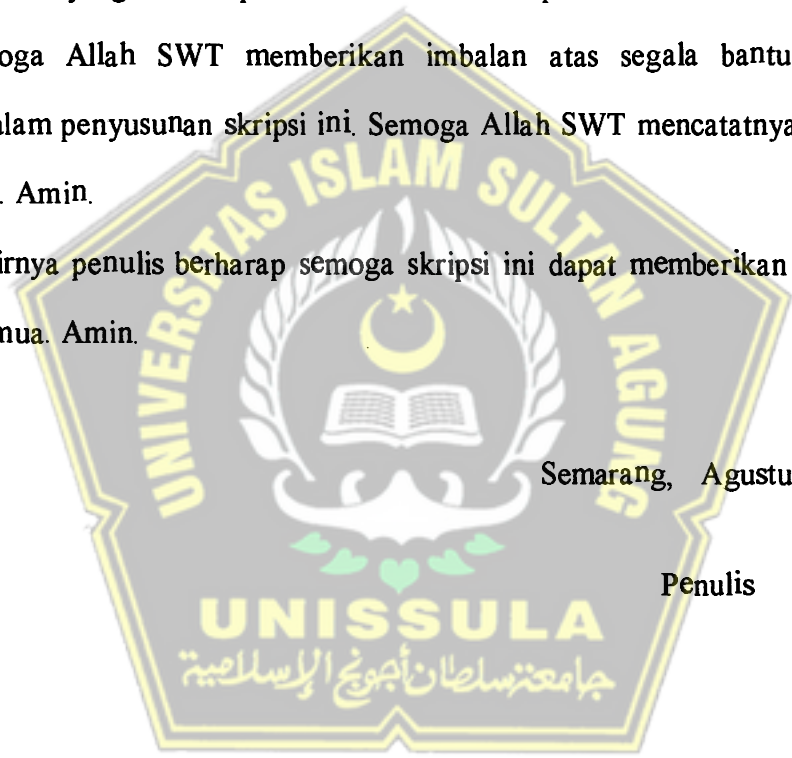 oga Allah SWT memberikan imbalan atas segala bantu
alam penyusunan skripsi ini. Semoga Allah SWT mencatatnya
. Amin.
irnya penulis berharap semoga skripsi ini dapat memberikan
mua. Amin.
Semarang, Agustu
Penulis
UNIVERSITAS ISLAM SULTAN AGUNG
UNISSULA
جامعة سلطان أجونج الإسلامية